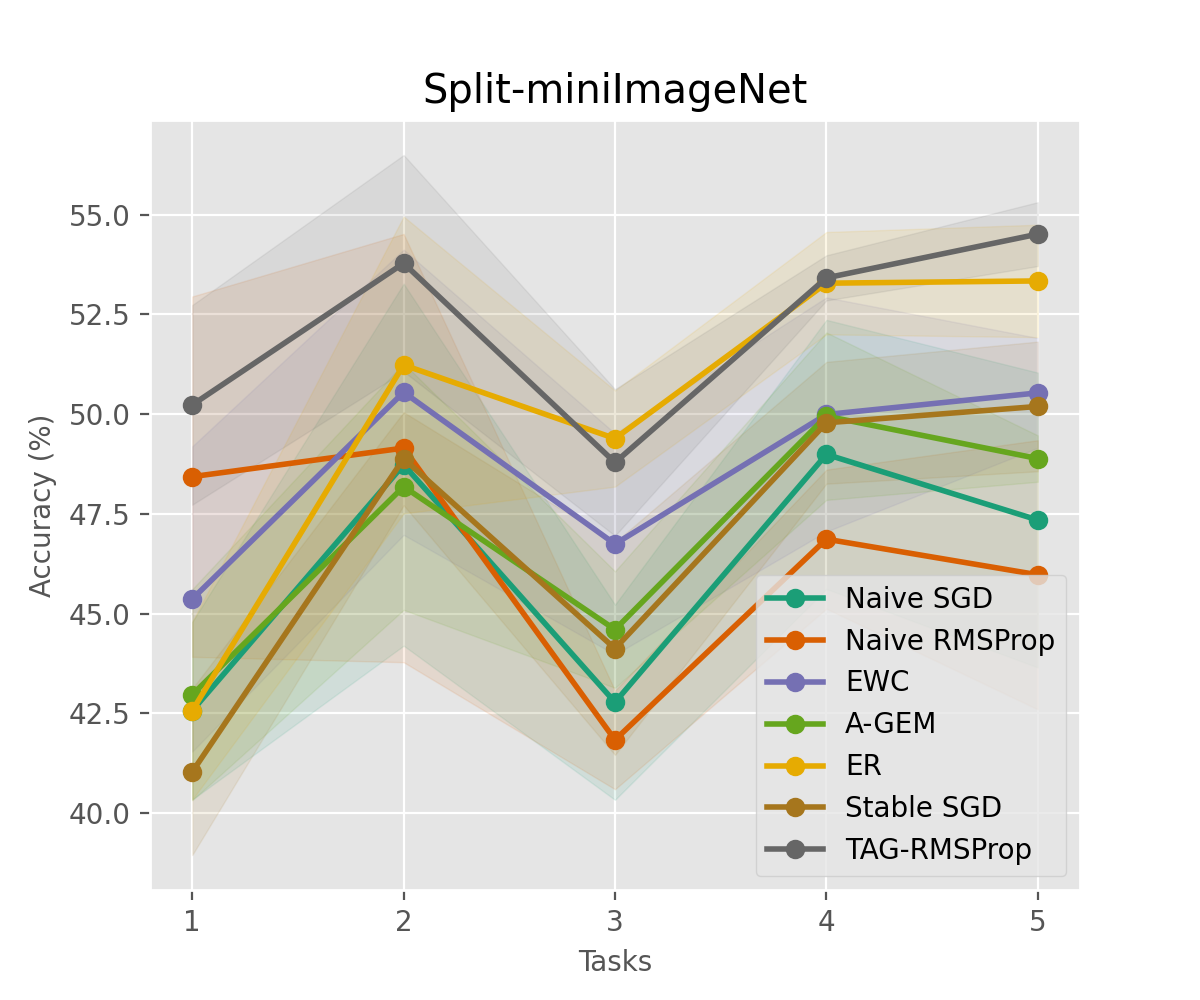 Split-miniImageNet
Accuracy (%)
55.0
52.5
50.0
47.5
45.0
42.5
40.0
Naive SGD
Naive RMSProp
EWC
A-GEM
ER
Stable SGD
TAG-RMSProp
1 2 3 4 5
Tasks